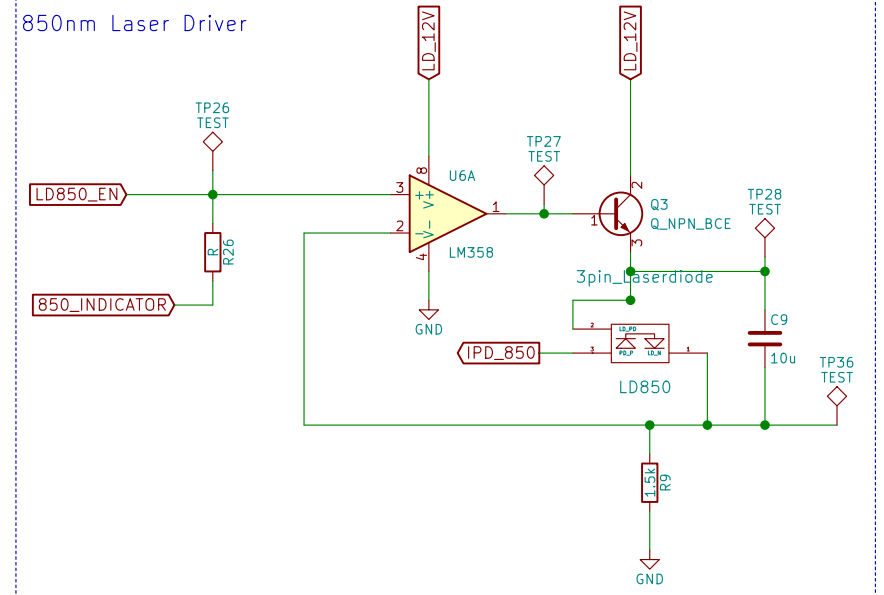 850nm Laser Driver
LD_12V
LD_12V
TP26
TEST
TP27
TEST
8
U6A
LD850_EN
3
+
V+
1
2
-
V-
4
LM358
GND
2
1
3
Q3
Q_NPN_BCE
TP28
TEST
R
R26
850_INDICATOR
3pin_Laserdiode
2
LD_PD
IPD_850
3
PD_P
LD_N
1
LD850
C9
10u
TP36
TEST
1.5k
R9
GND